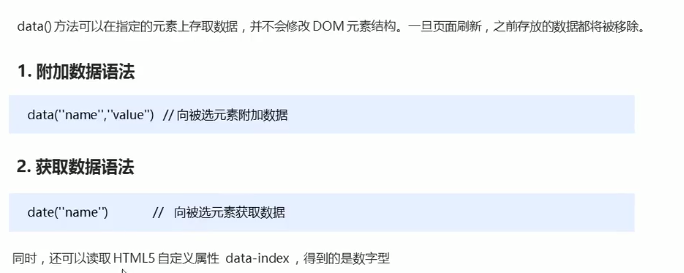 data()方法可以在指定的元素上存取数据，并不会修改 DOM 元素结构。一旦页面刷新，之前存放的数据都将被移除。
1. 附加数据语法
data("name","value") // 向被选元素附加数据
2. 获取数据语法
date("name") // 向被选元素获取数据
同时，还可以读取 HTML5 自定义属性 data-index ，得到的是数字型